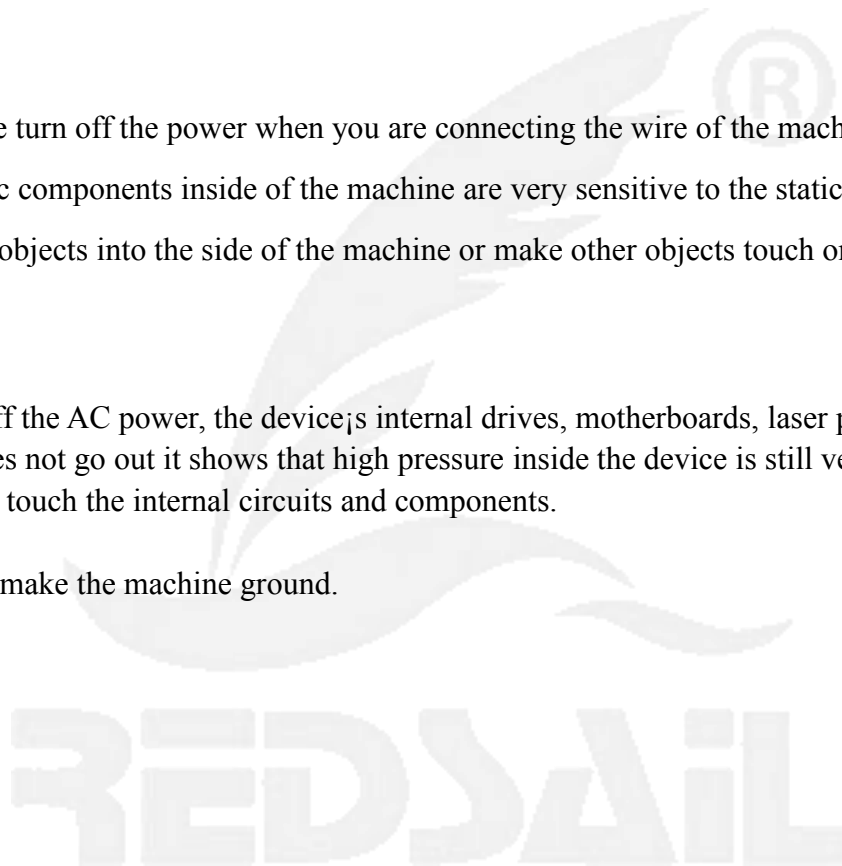 ®
e turn off the power when you are connecting the wire of the mach
c components inside of the machine are very sensitive to the static
objects into the side of the machine or make other objects touch or
ff the AC power, the device¡s internal drives, motherboards, laser p
es not go out it shows that high pressure inside the device is still ve
touch the internal circuits and components.
make the machine ground.
REDSAiL